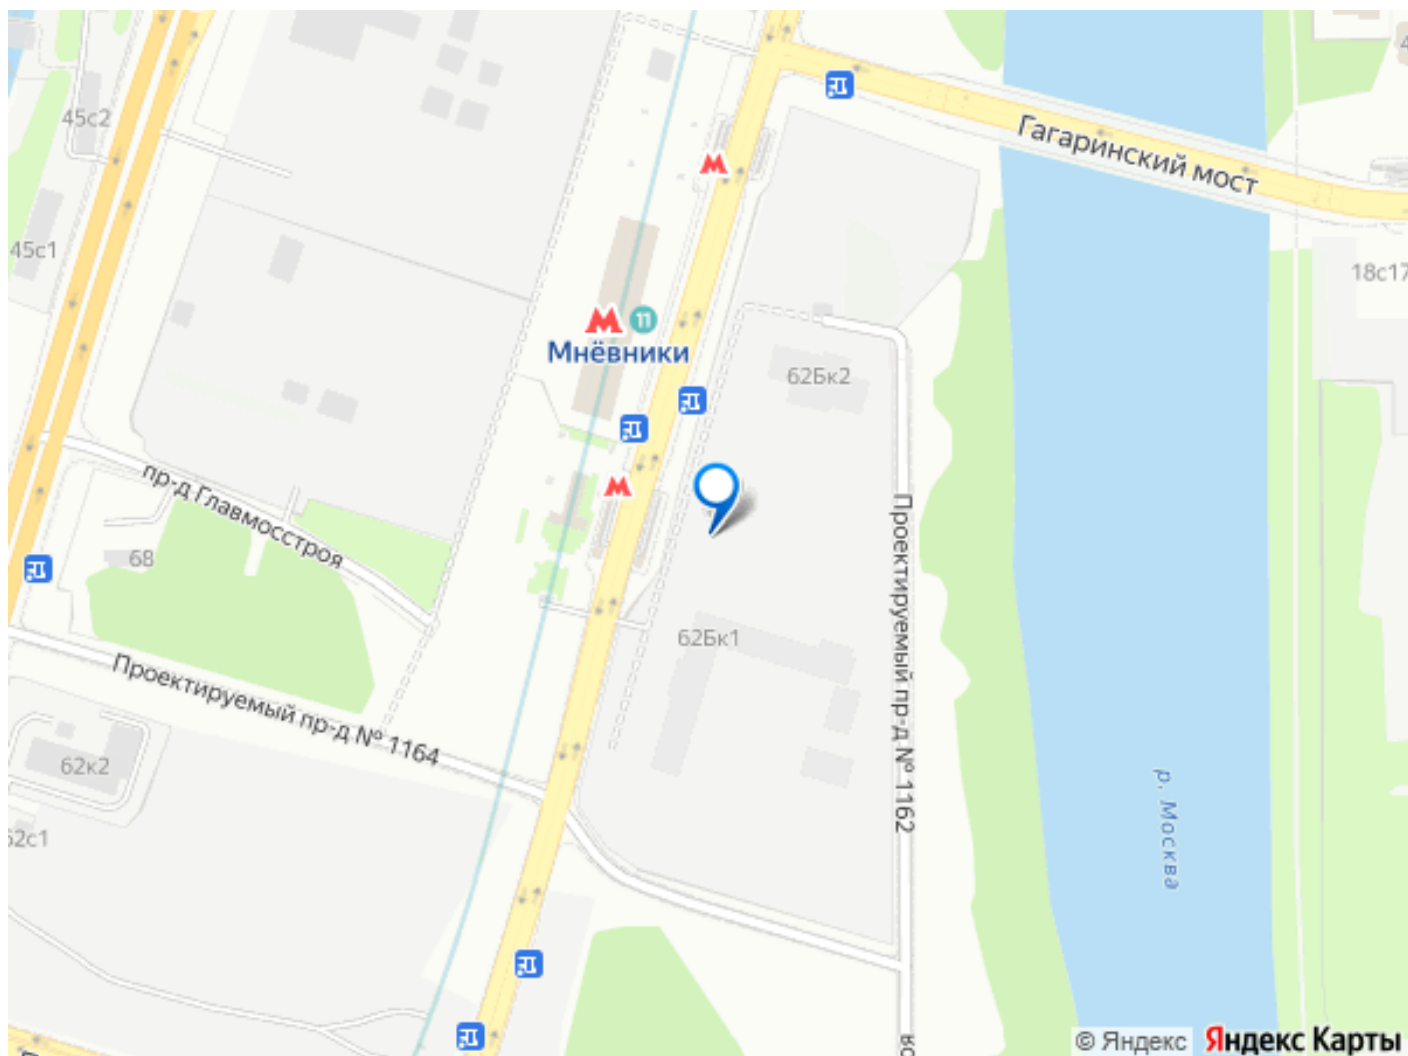 45с2
Гагаринский мост
45с1
18с17
11
Мнёвники
62Бк2
пр-д Главмосстроя
68
Проектируемый пр-д № 1162
62Бк1
Проектируемый пр-д № 1164
62к2
р. Москва
62с1
© Яндекс Яндекс Карты